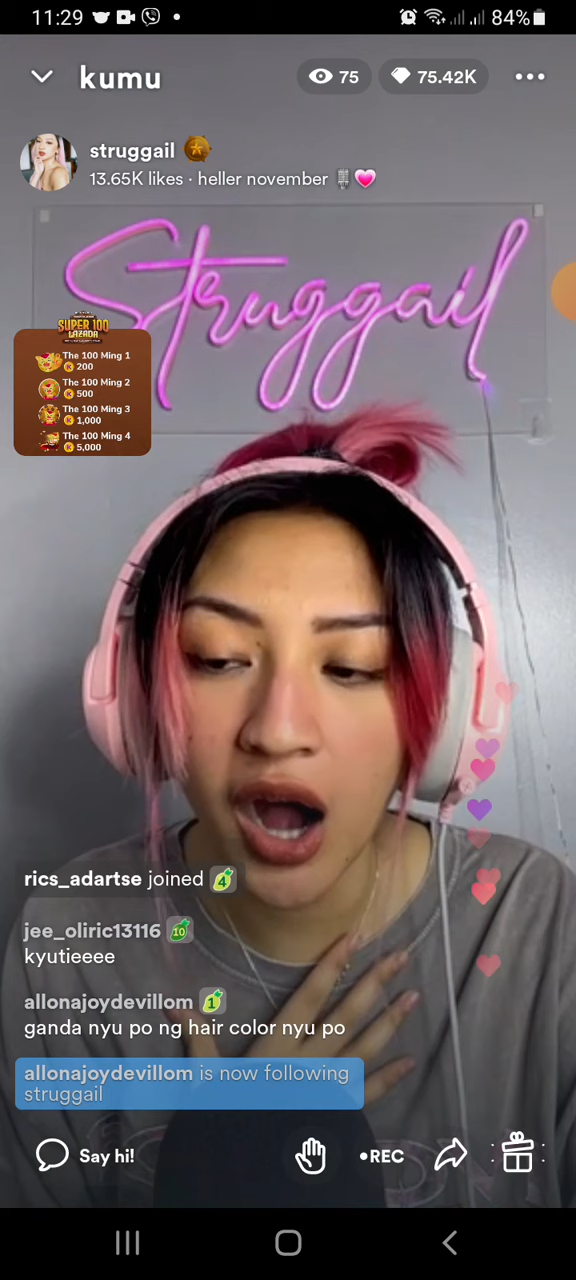 11:29
84%
kumu
75
75.42K
struggail
13.65K likes · heller november
Struggail
SUPER 100
LAZADA
The 100 Ming 1
200
The 100 Ming 2
500
The 100 Ming 3
1,000
The 100 Ming 4
5,000
rics_adartse joined 4
jee_oliric13116 10
kyutieeee
allonajoydevillom 1
ganda nyu po ng hair color nyu po
allonajoydevillom is now following
struggail
Say hi!
•REC